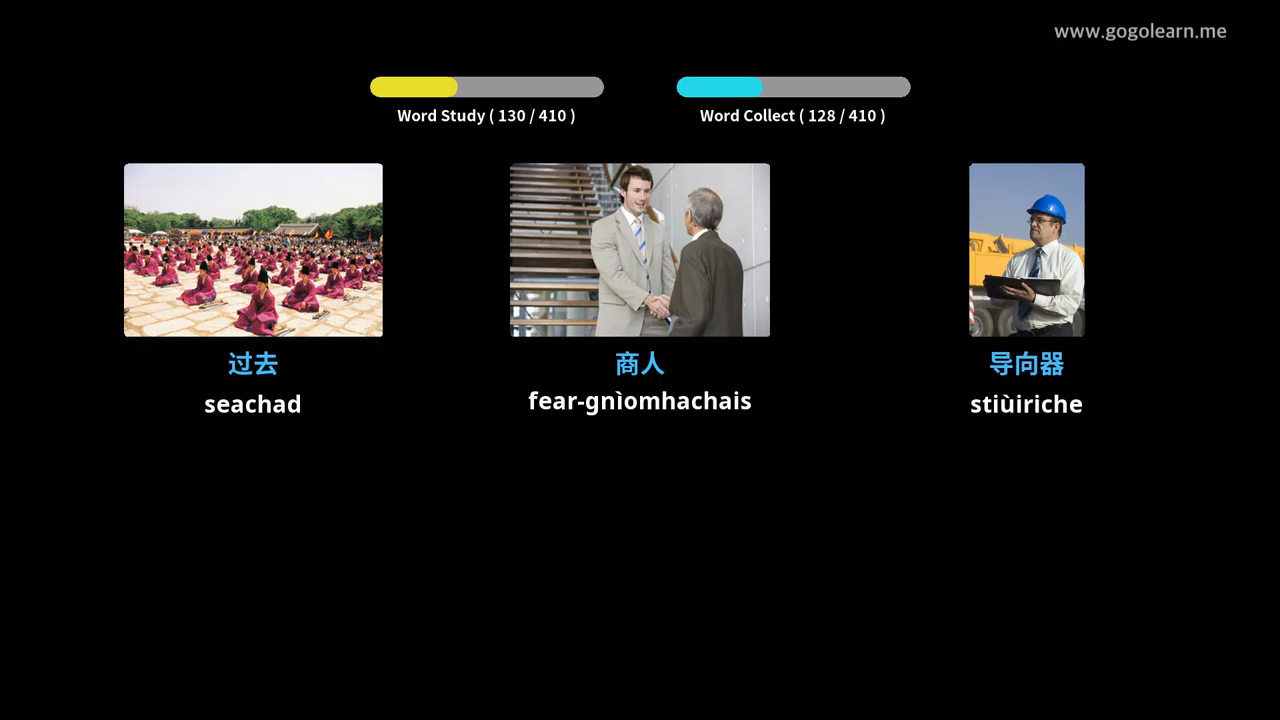 www.gogolearn.me
Word Study ( 130 / 410 )
Word Collect ( 128 / 410 )
过去
商人
导向器
seachad
fear-gnìomhachais
stiùiriche